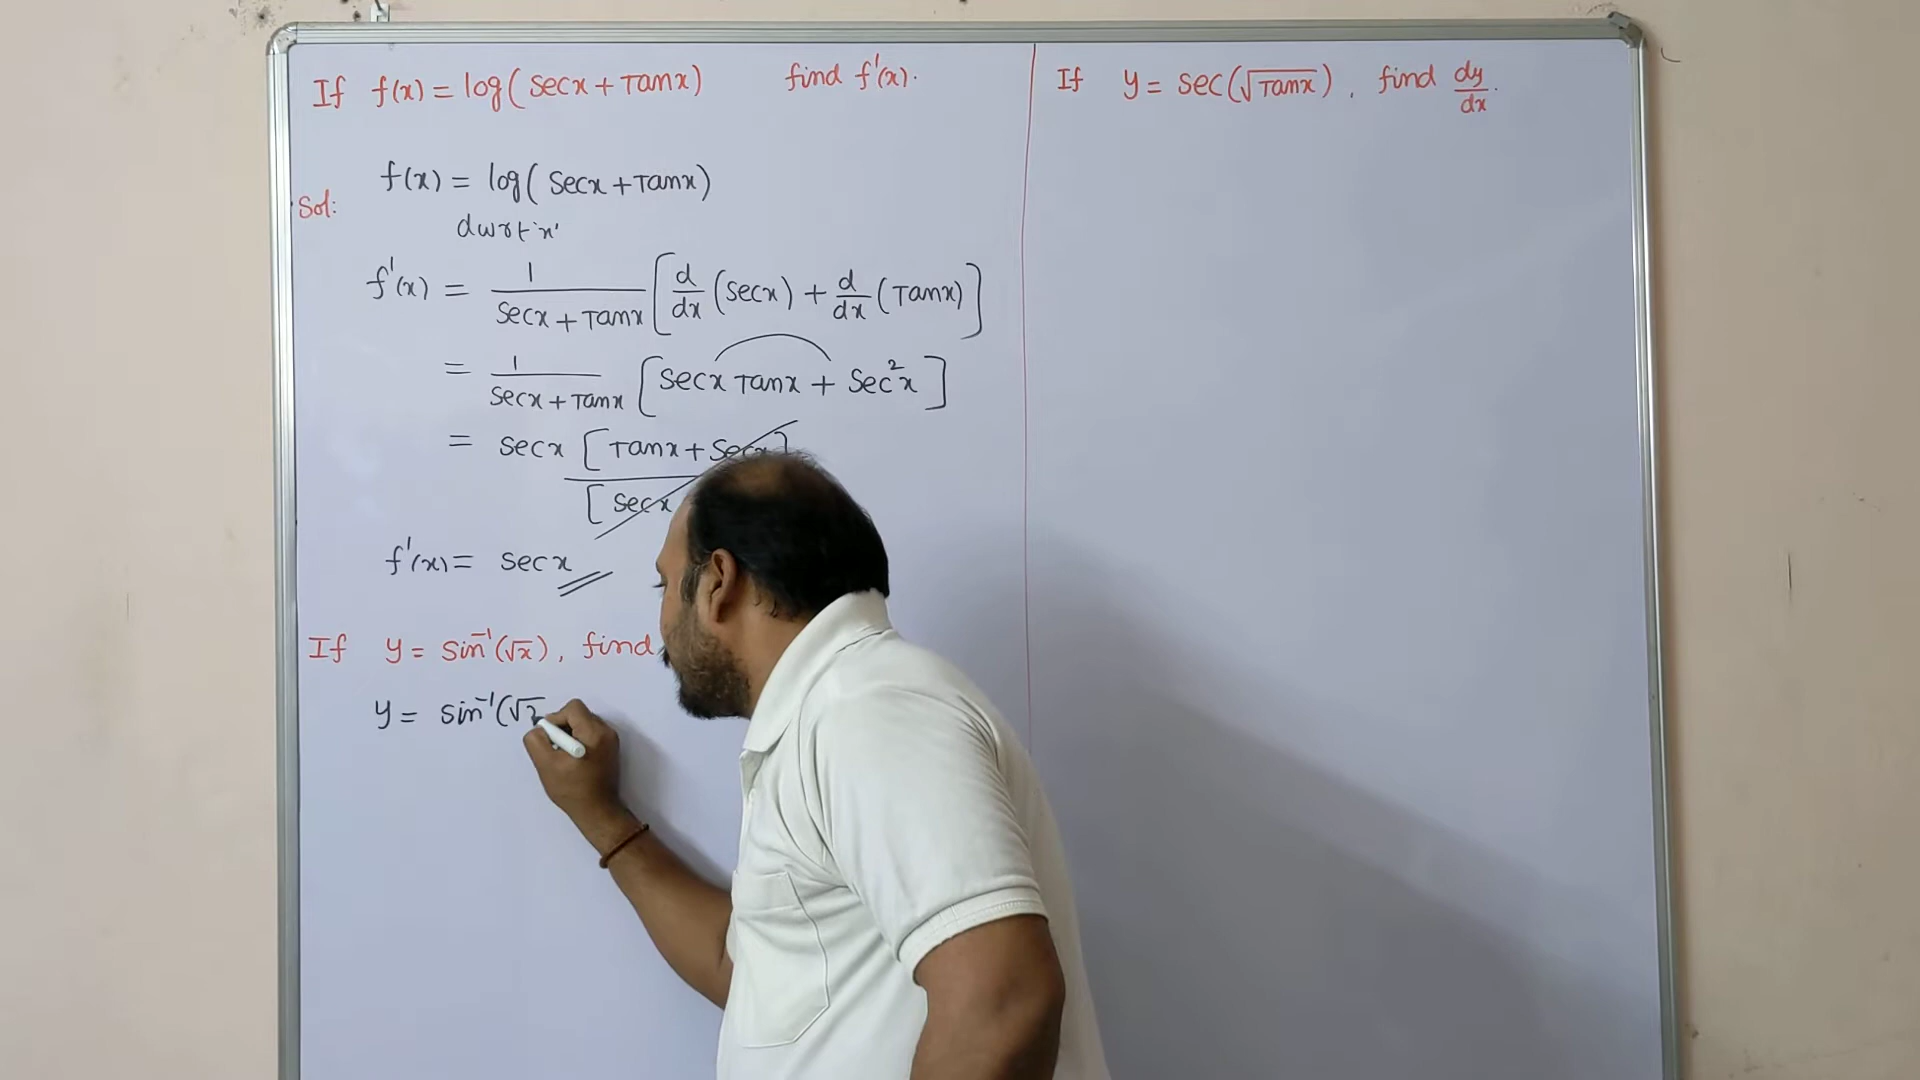 If f(x) = log(secx + Tanx) find f'(x).
Sol: f(x) = log(secx + Tanx)
dwrt 'x'
f'(x) = 1/(secx + Tanx) [d/dx (secx) + d/dx (Tanx)]
= 1/(secx + Tanx) [secx Tanx + sec²x]
= secx [Tanx + secx] / [secx
f'(x) = secx
If y = sin⁻¹(√x), find
y = sin⁻¹(√x
If y = sec(√Tanx), find dy/dx.